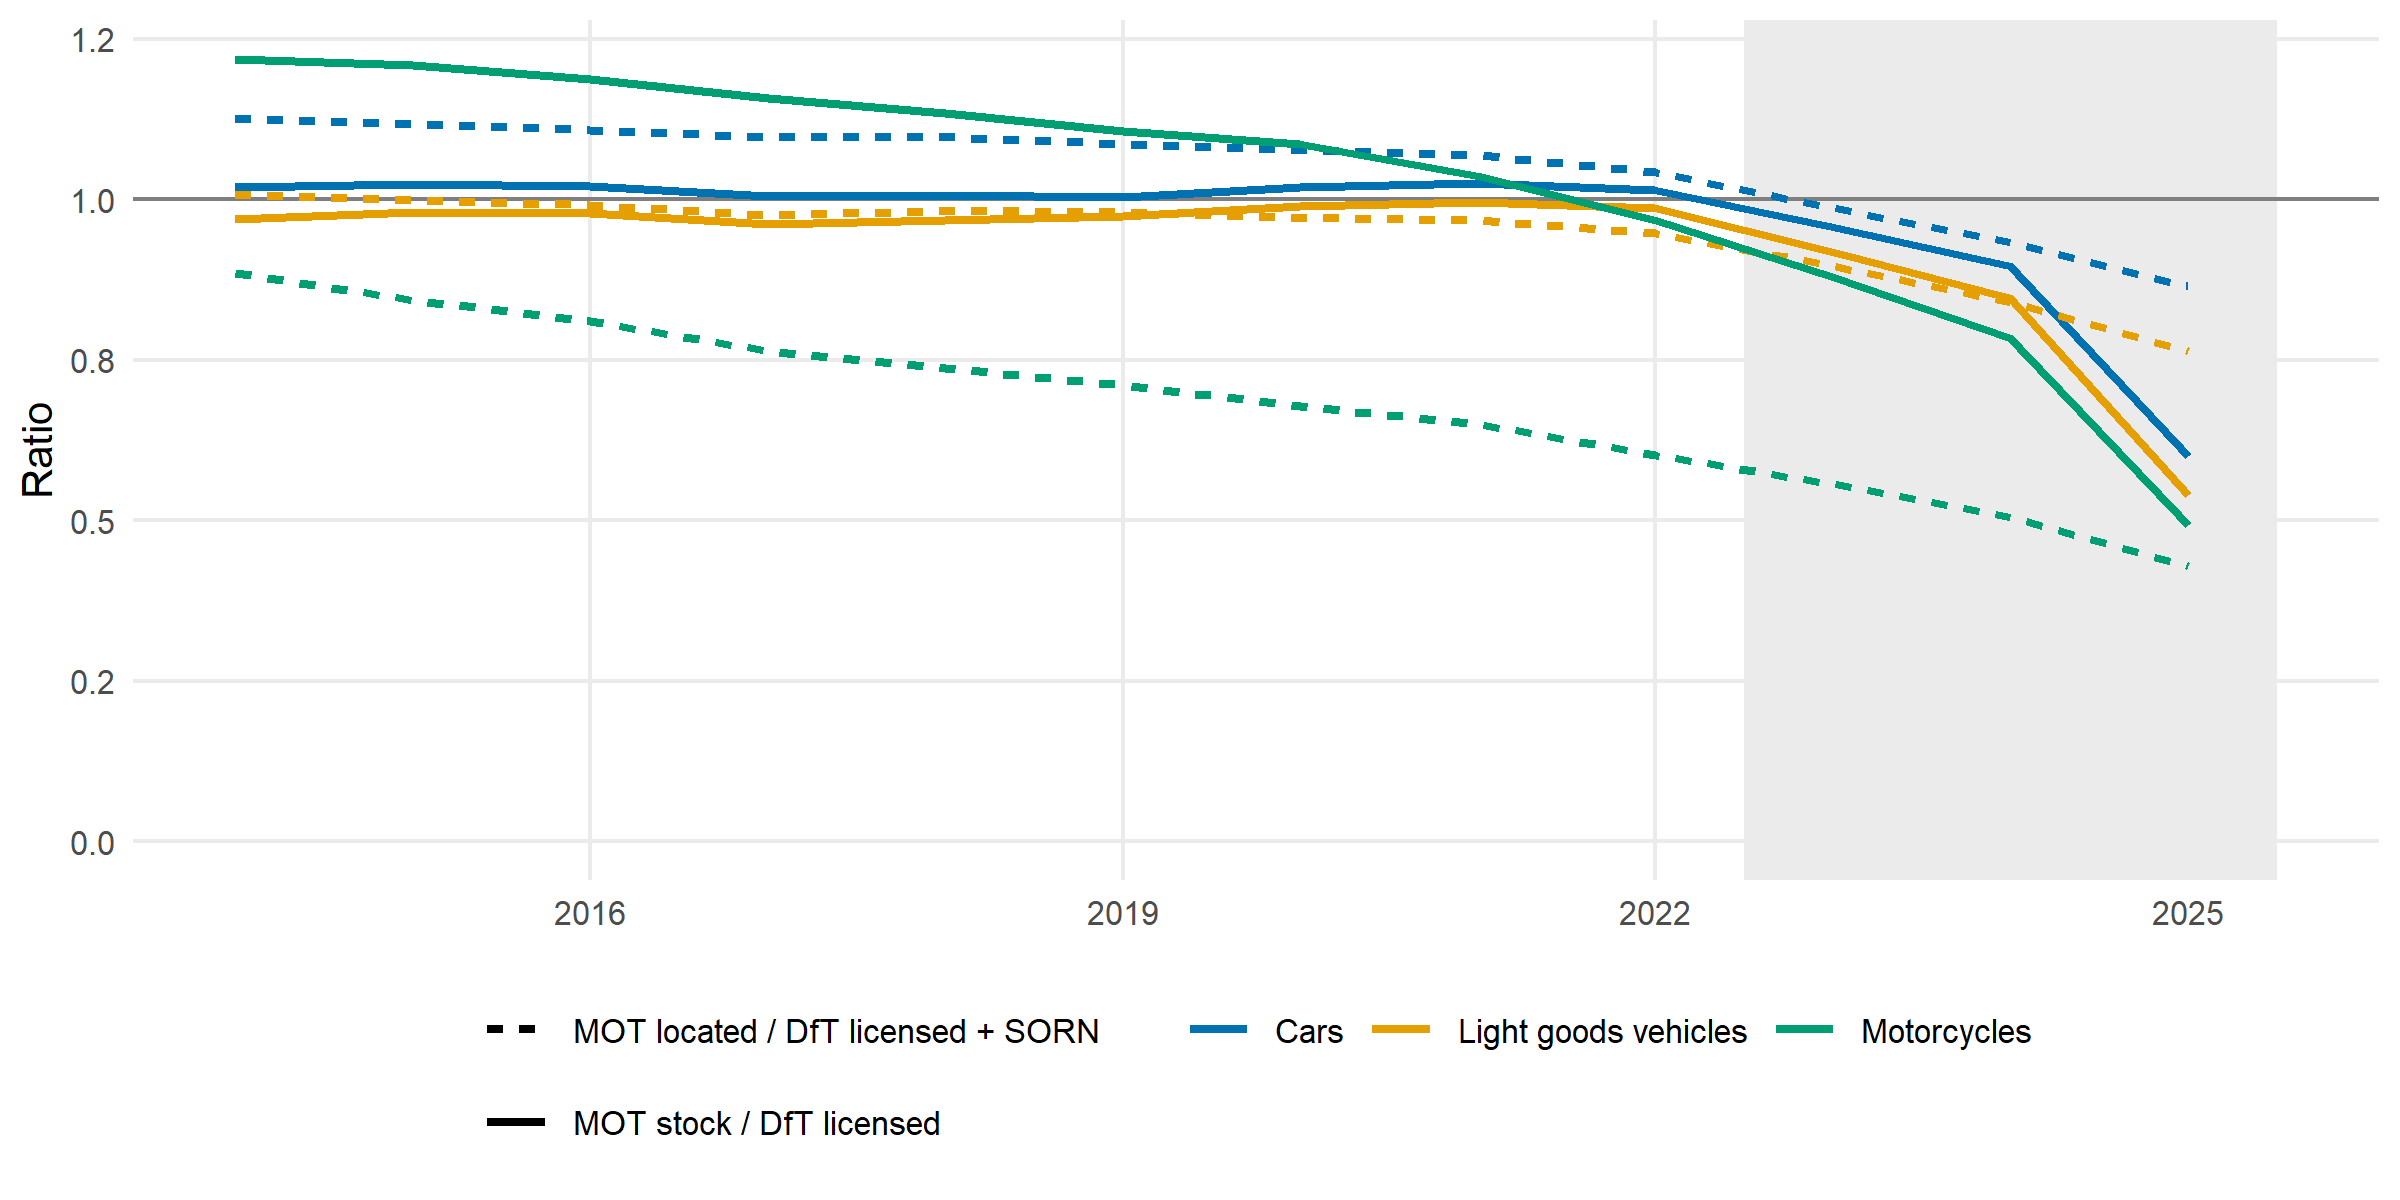 1.2
1.0
0.8
0.5
0.2
0.0
Ratio
2016 2019 2022 2025
MOT located / DfT licensed + SORN Cars Light goods vehicles Motorcycles
MOT stock / DfT licensed